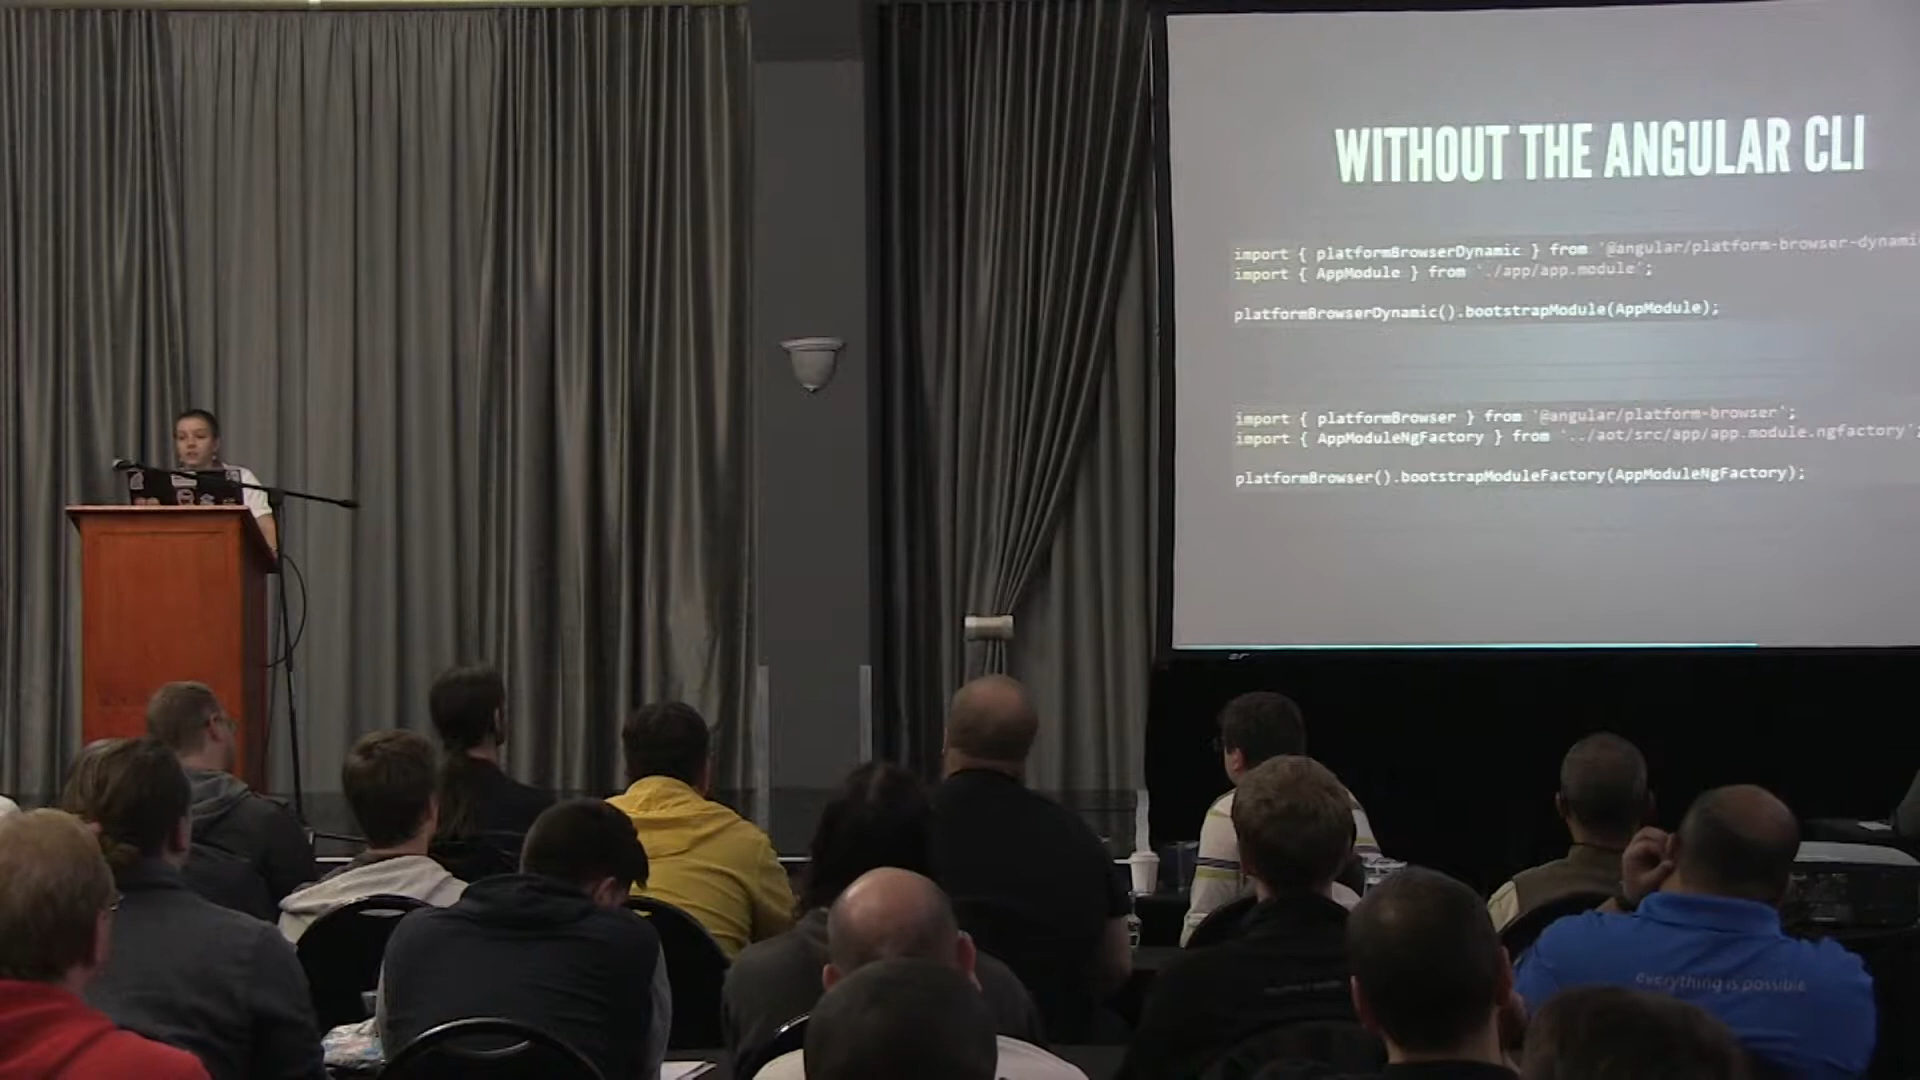 WITHOUT THE ANGULAR CLI
import { platformBrowserDynamic } from '@angular/platform-browser-dynami
import { AppModule } from './app/app.module';
platformBrowserDynamic().bootstrapModule(AppModule);
import { platformBrowser } from '@angular/platform-browser';
import { AppModuleNgFactory } from '../aot/src/app/app.module.ngfactory';
platformBrowser().bootstrapModuleFactory(AppModuleNgFactory);
everything is possible